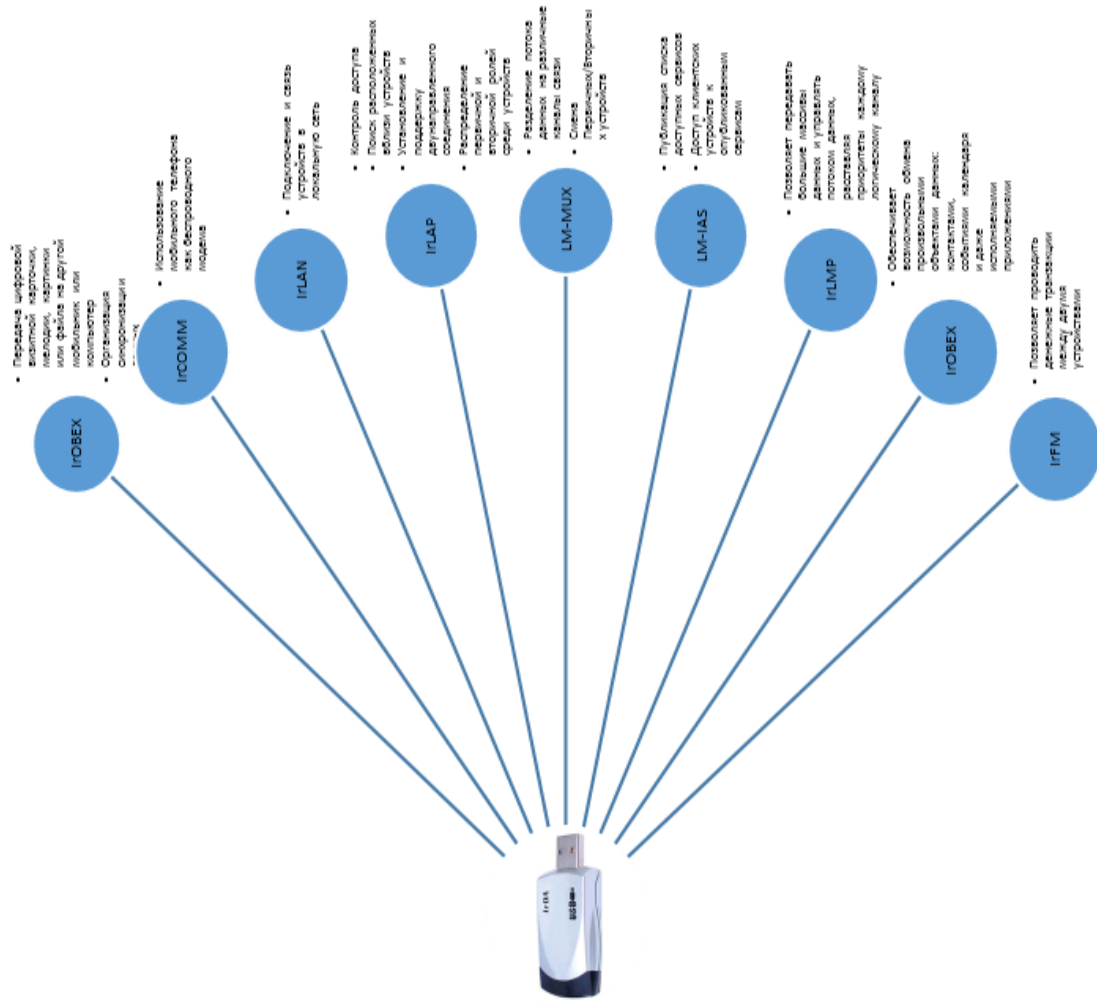 • Передача цифровой
визитной карточки,
мелодии, картинки
или файла на другой
мобильник или
компьютер
• Организация
синхронизации
IrOBEX
• Использование
мобильного телефона
как беспроводного
модема
IrCOMM
• Подключение и связь
устройств в
локальную сеть
IrLAN
• Контроль доступа
• Поиск расположенных
вблизи устройств
• Установление и
поддержку
двунаправленного
соединения
• Распределение
первичной и
вторичной ролей
среди устройств
IrLAP
• Разделение потока
данных на различные
каналы связи
• Смена
Первичных/Вторичны
х устройств
LM-MUX
• Публикация списка
доступных сервисов
• Доступ клиентских
устройств к
опубликованным
сервисам
LM-IAS
• Позволяет передавать
большие массивы
данных и управлять
потоком данных,
расставляя
приоритеты каждому
логическому каналу
IrLMP
• Обеспечивает
возможность обмена
произвольными
объектами данных:
контактами,
событиями календаря
и даже
исполняемыми
приложениями
IrOBEX
• Позволяет проводить
денежные транзакции
между двумя
устройствами
IrFM
IrDA